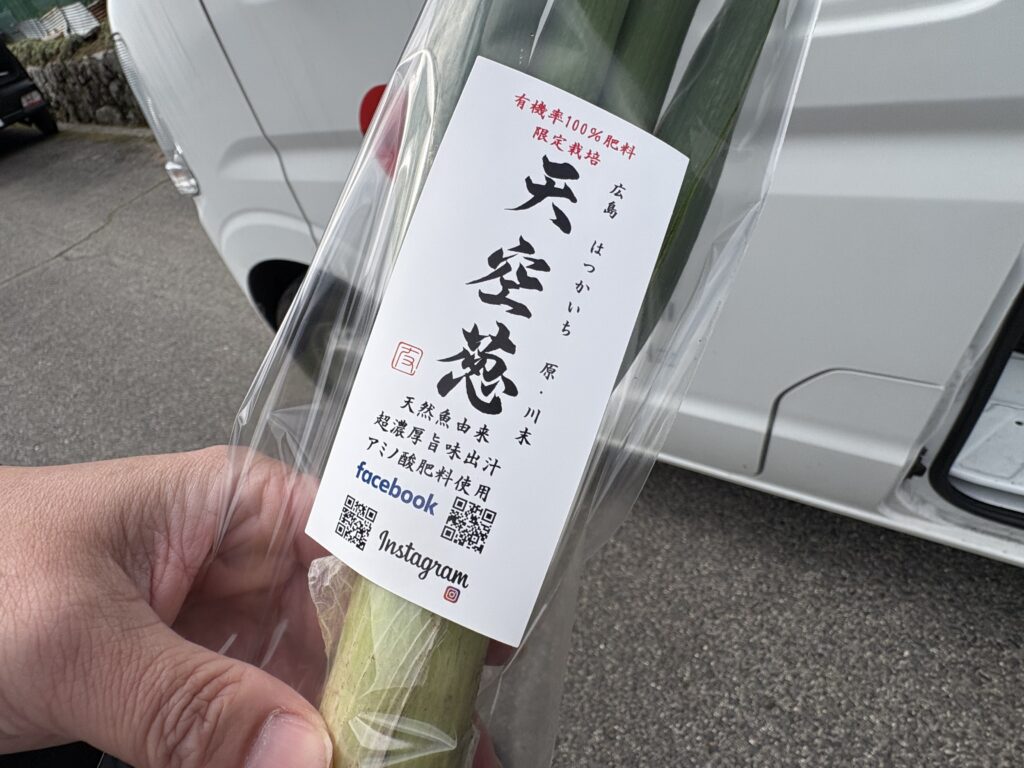 有機率100%肥料
限定栽培
広島 はつかいち 原・川末
天空葱
天然魚由来
超濃厚旨味出汁
アミノ酸肥料使用
facebook
Instagram